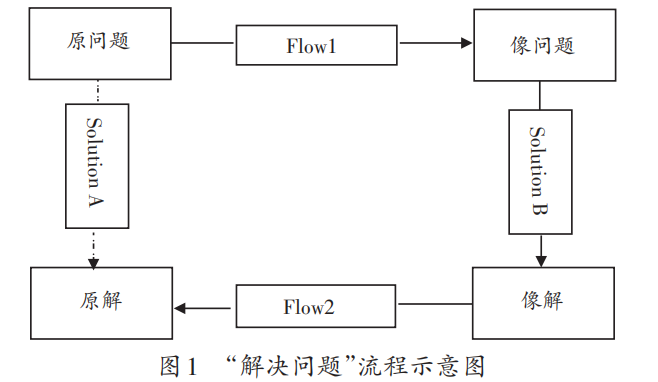 原问题
Flow1
像问题
Solution A
Solution B
原解
Flow2
像解
图1 “解决问题”流程示意图